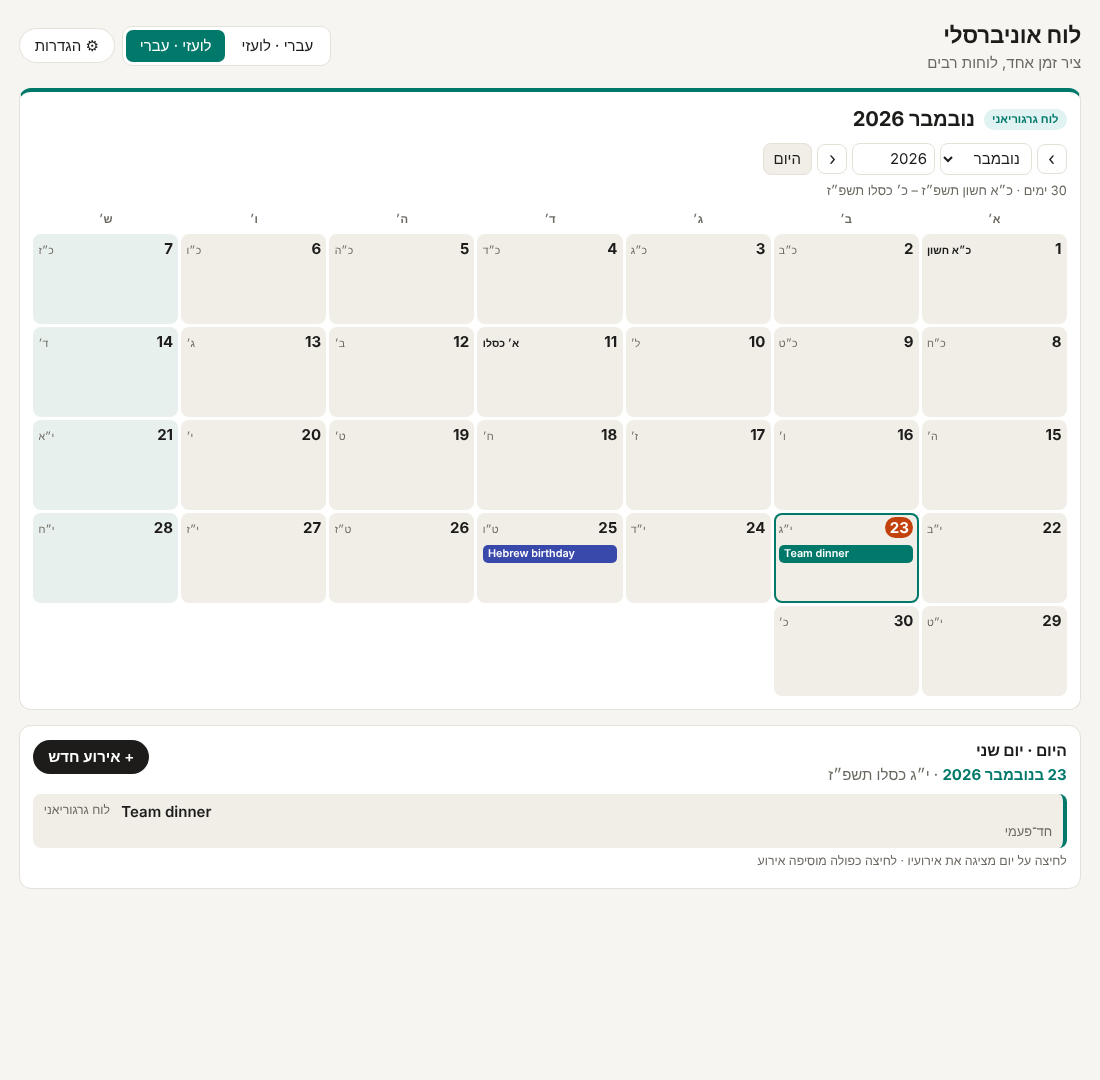 לוח אוניברסלי
ציר זמן אחד, לוחות רבים
עברי · לועזי
לועזי · עברי
⚙ הגדרות
לוח גרגוריאני
נובמבר 2026
‹ נובמבר 2026 › היום
30 ימים · כ״א חשון תשפ״ז – כ׳ כסלו תשפ״ז
א׳ ב׳ ג׳ ד׳ ה׳ ו׳ ש׳
1 כ״א חשון 2 כ״ב 3 כ״ג 4 כ״ד 5 כ״ה 6 כ״ו 7 כ״ז
8 כ״ח 9 כ״ט 10 ל׳ 11 א׳ כסלו 12 ב׳ 13 ג׳ 14 ד׳
15 ה׳ 16 ו׳ 17 ז׳ 18 ח׳ 19 ט׳ 20 י׳ 21 י״א
22 י״ב 23 י״ג 24 י״ד 25 ט״ו 26 ט״ז 27 י״ז 28 י״ח
Team dinner
Hebrew birthday
29 י״ט 30 כ׳
היום · יום שני
23 בנובמבר 2026 · י״ג כסלו תשפ״ז
+ אירוע חדש
Team dinner
לוח גרגוריאני
חד־פעמי
לחיצה על יום מציגה את אירועיו · לחיצה כפולה מוסיפה אירוע